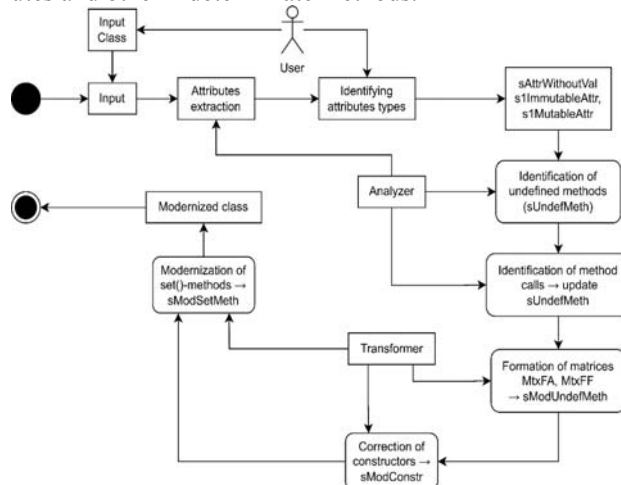 Input
Class
User
Input
Attributes
extraction
Identifying
attributes types
sAttrWithoutVal
s1ImmutableAttr,
s1MutableAttr
Analyzer
Identification of
undefined methods
(sUndefMeth)
Modernized class
Modernization of
set()-methods →
sModSetMeth
Identification of method
calls → update
sUndefMeth
Transformer
Formation of matrices
MtxFA, MtxFF
→ sModUndefMeth
Correction of
constructors →
sModConstr